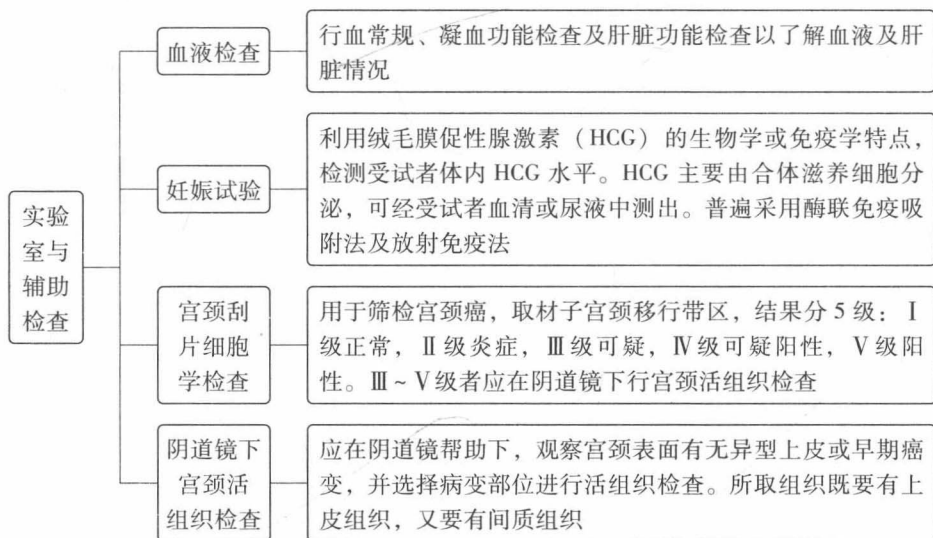 实验
室与
辅助
检查
血液检查
行血常规、凝血功能检查及肝脏功能检查以了解血液及肝
脏情况
妊娠试验
利用绒毛膜促性腺激素（HCG）的生物学或免疫学特点，
检测受试者体内 HCG 水平。HCG 主要由合体滋养细胞分
泌，可经受试者血清或尿液中测出。普遍采用酶联免疫吸
附法及放射免疫法
宫颈刮
片细胞
学检查
用于筛检宫颈癌，取材子宫颈移行带区，结果分 5 级：Ⅰ
级正常，Ⅱ级炎症，Ⅲ级可疑，Ⅳ级可疑阳性，Ⅴ级阳
性。Ⅲ～Ⅴ级者应在阴道镜下行宫颈活组织检查
阴道镜下
宫颈活
组织检查
应在阴道镜帮助下，观察宫颈表面有无异型上皮或早期癌
变，并选择病变部位进行活组织检查。所取组织既要有上
皮组织，又要有间质组织